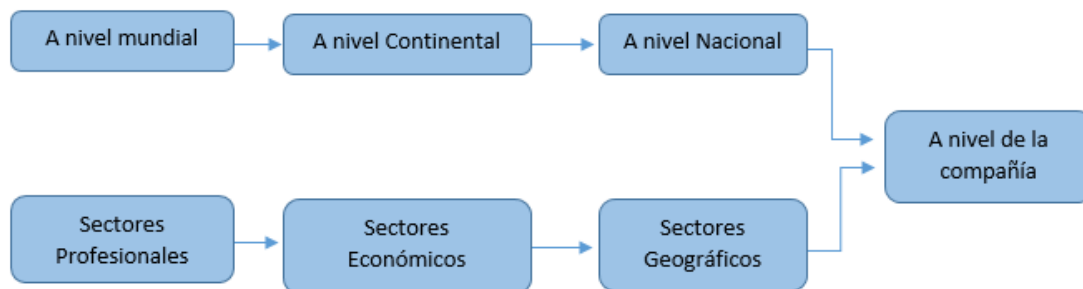 A nivel mundial
A nivel Continental
A nivel Nacional
A nivel de la
compañía
Sectores
Profesionales
Sectores
Económicos
Sectores
Geográficos